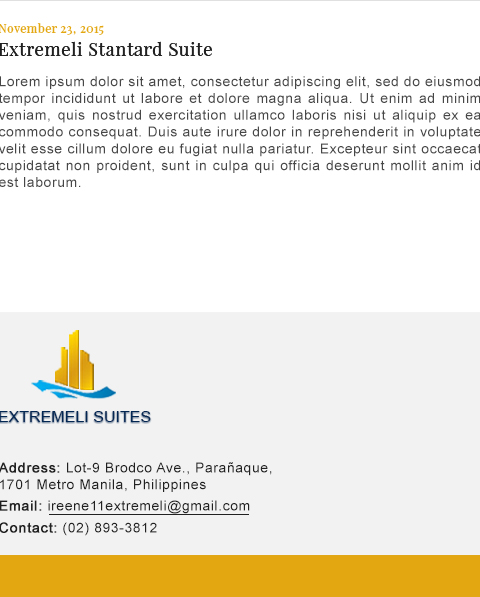 November 23, 2015
Extremeli Stantard Suite
Lorem ipsum dolor sit amet, consectetur adipiscing elit, sed do eiusmod
tempor incididunt ut labore et dolore magna aliqua. Ut enim ad minim
veniam, quis nostrud exercitation ullamco laboris nisi ut aliquip ex ea
commodo consequat. Duis aute irure dolor in reprehenderit in voluptate
velit esse cillum dolore eu fugiat nulla pariatur. Excepteur sint occaecat
cupidatat non proident, sunt in culpa qui officia deserunt mollit anim id
est laborum.
EXTREMELI SUITES
Address: Lot-9 Brodco Ave., Parañaque,
1701 Metro Manila, Philippines
Email: ireene11extremeli@gmail.com
Contact: (02) 893-3812